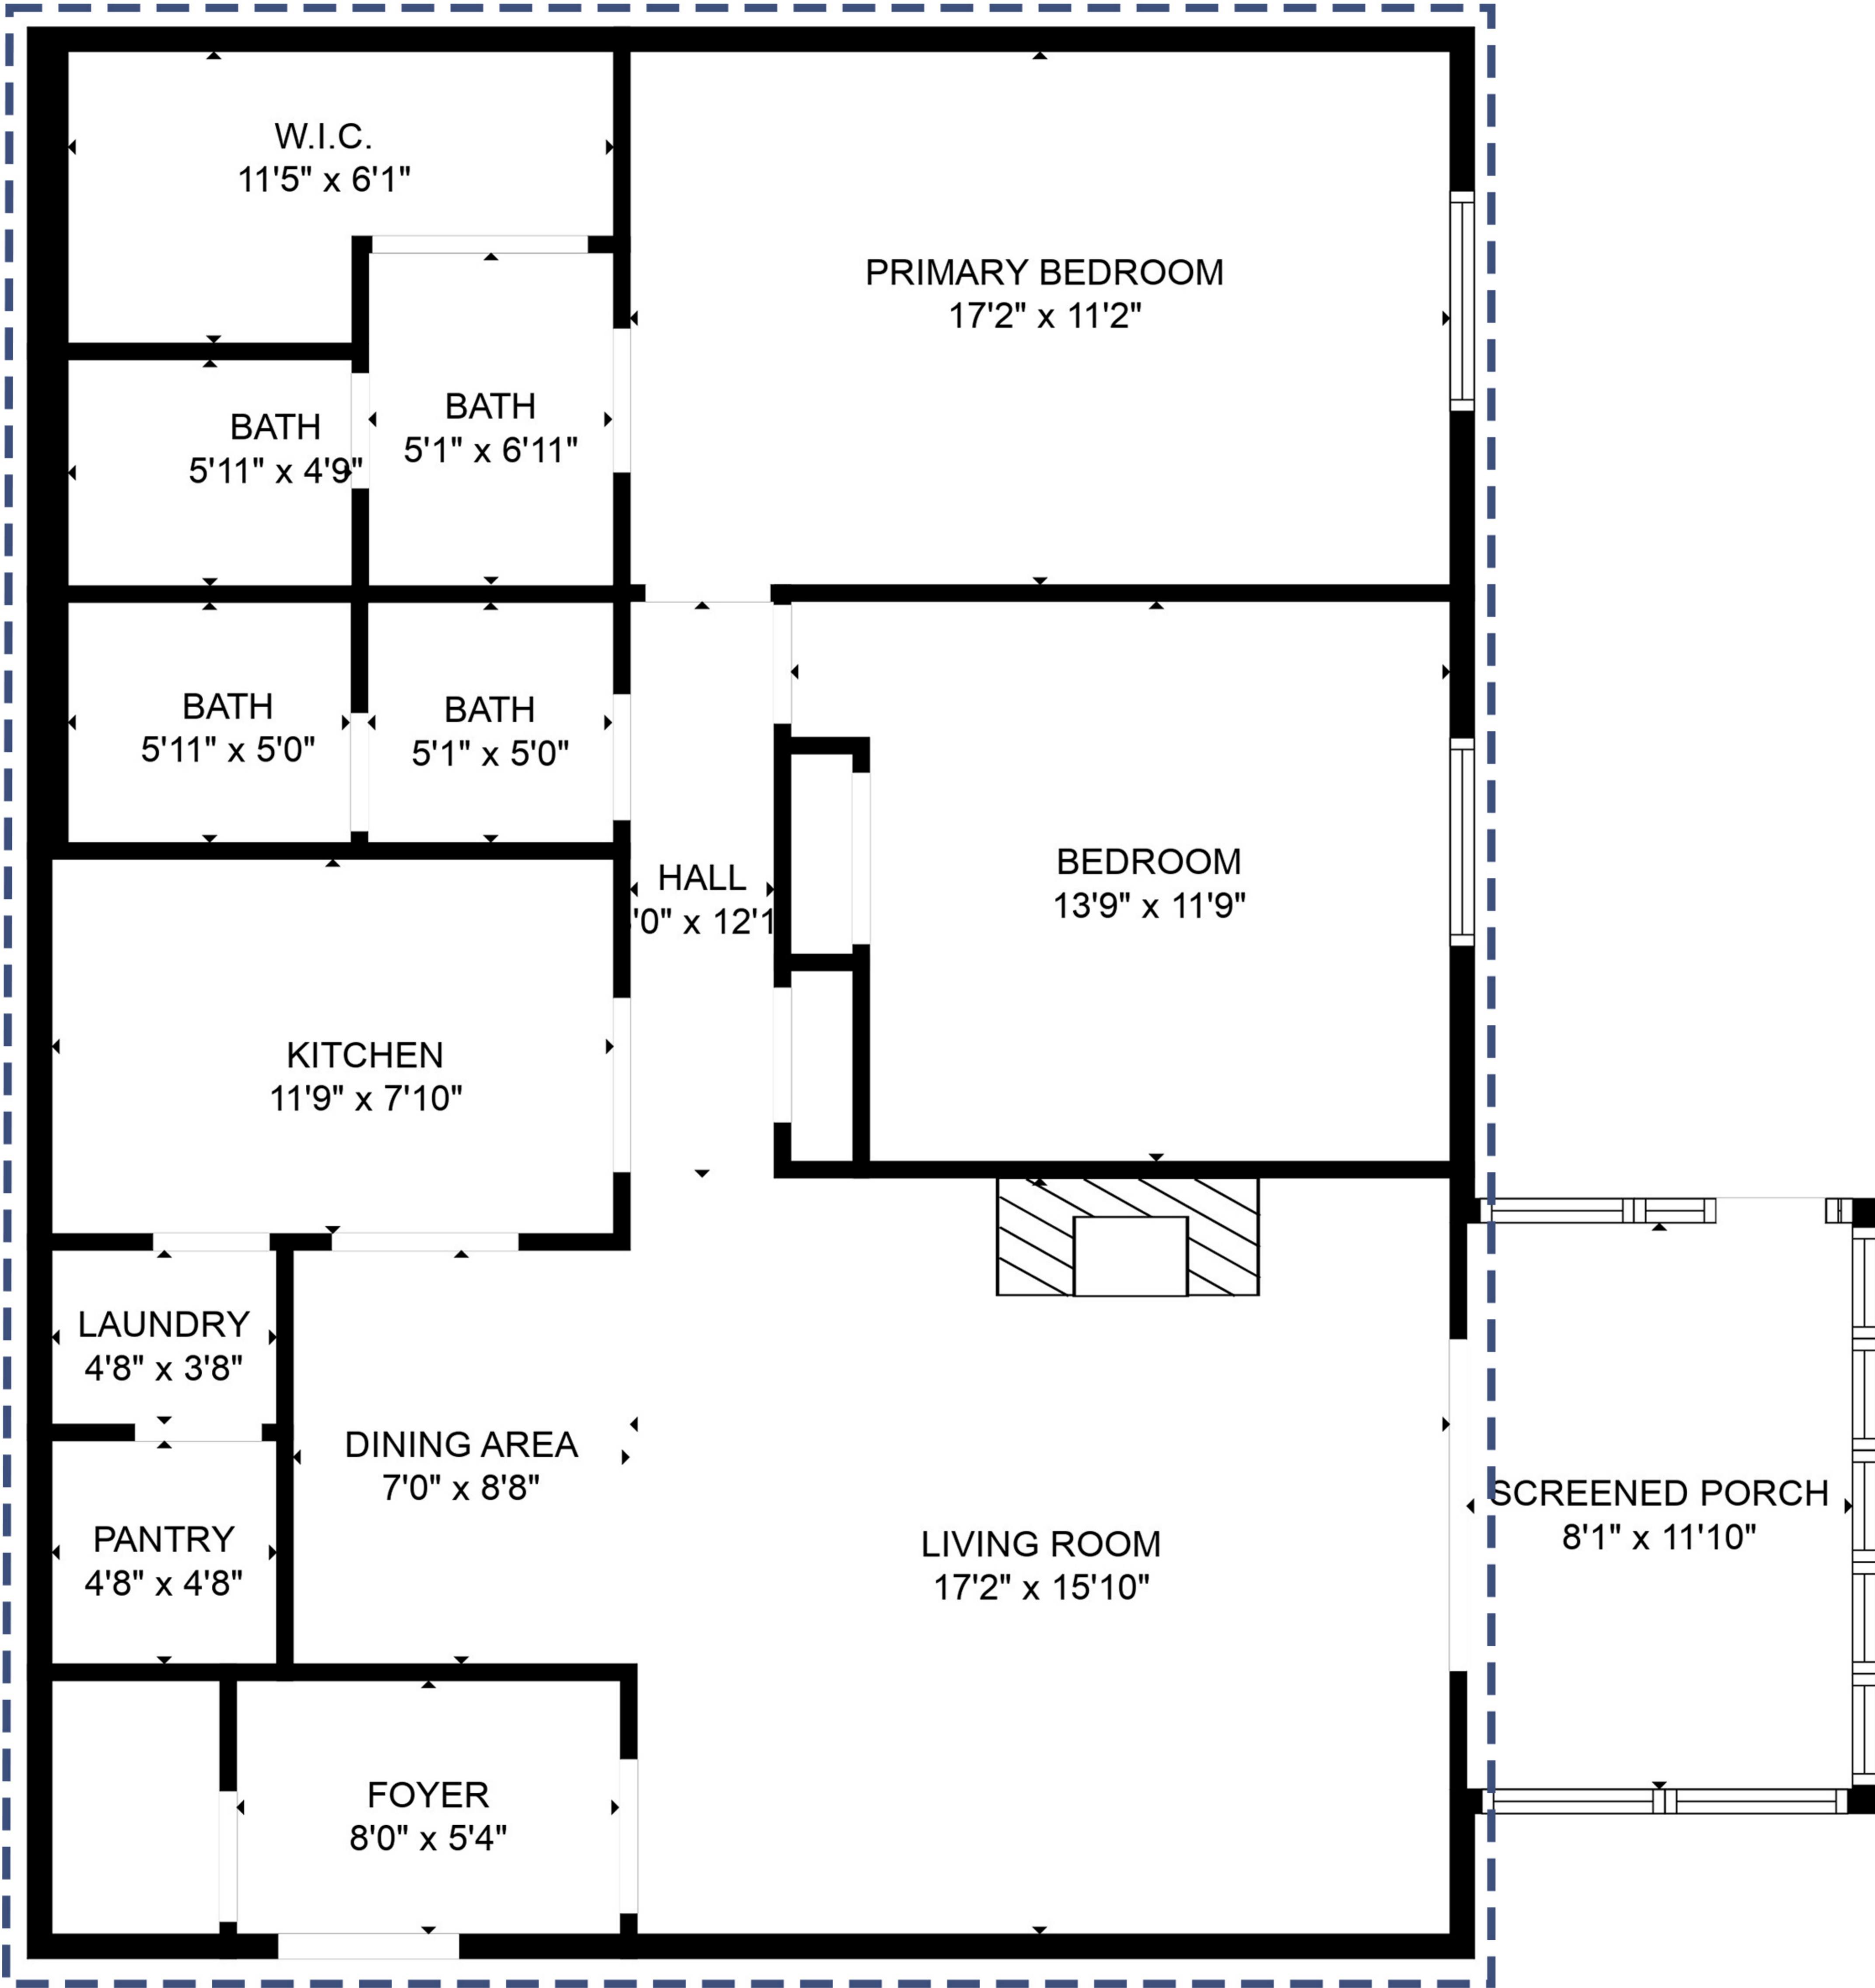 W.I.C.
11'5" x 6'1"
PRIMARY BEDROOM
17'2" x 11'2"
BATH
5'11" x 4'9"
BATH
5'1" x 6'11"
BATH
5'11" x 5'0"
BATH
5'1" x 5'0"
HALL
'0" x 12'1
BEDROOM
13'9" x 11'9"
KITCHEN
11'9" x 7'10"
LAUNDRY
4'8" x 3'8"
DINING AREA
7'0" x 8'8"
PANTRY
4'8" x 4'8"
LIVING ROOM
17'2" x 15'10"
SCREENED PORCH
8'1" x 11'10"
FOYER
8'0" x 5'4"